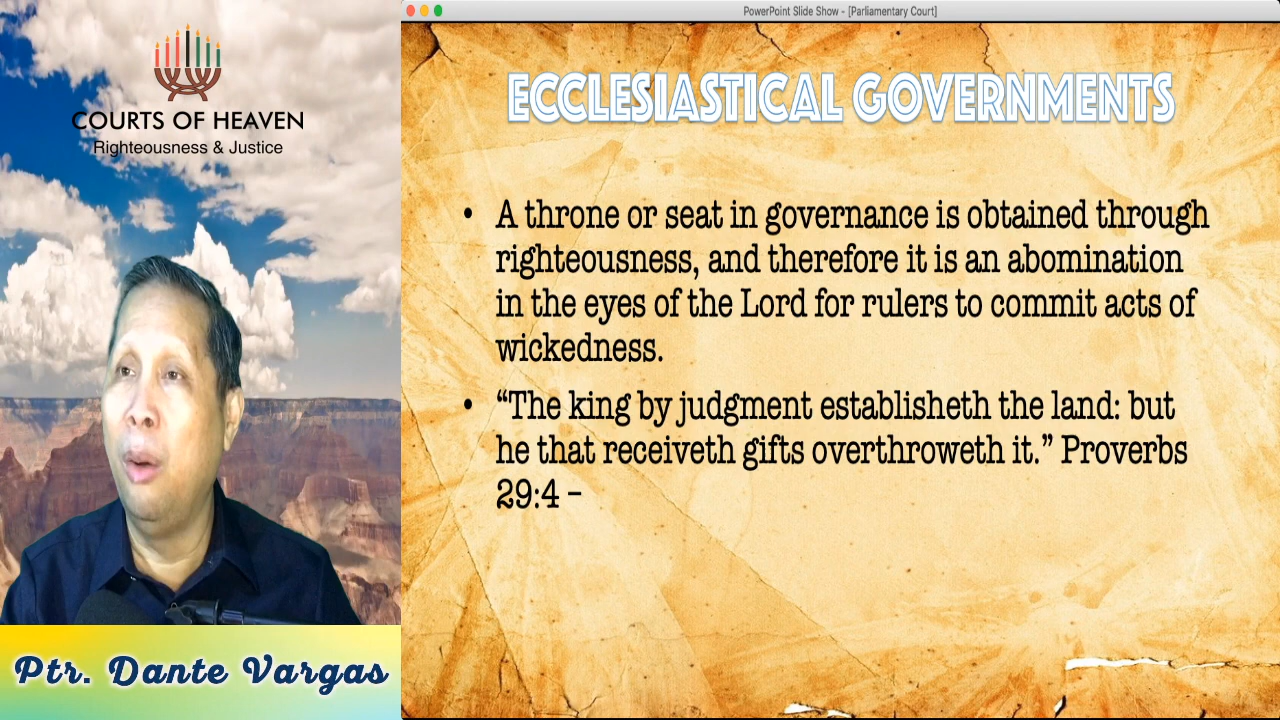 PowerPoint Slide Show - [Parliamentary Court]
COURTS OF HEAVEN
Righteousness & Justice
Ptr. Dante Vargas
ECCLESIASTICAL GOVERNMENTS
• A throne or seat in governance is obtained through
righteousness, and therefore it is an abomination
in the eyes of the Lord for rulers to commit acts of
wickedness.
• “The king by judgment establisheth the land: but
he that receiveth gifts overthroweth it.” Proverbs
29:4 –